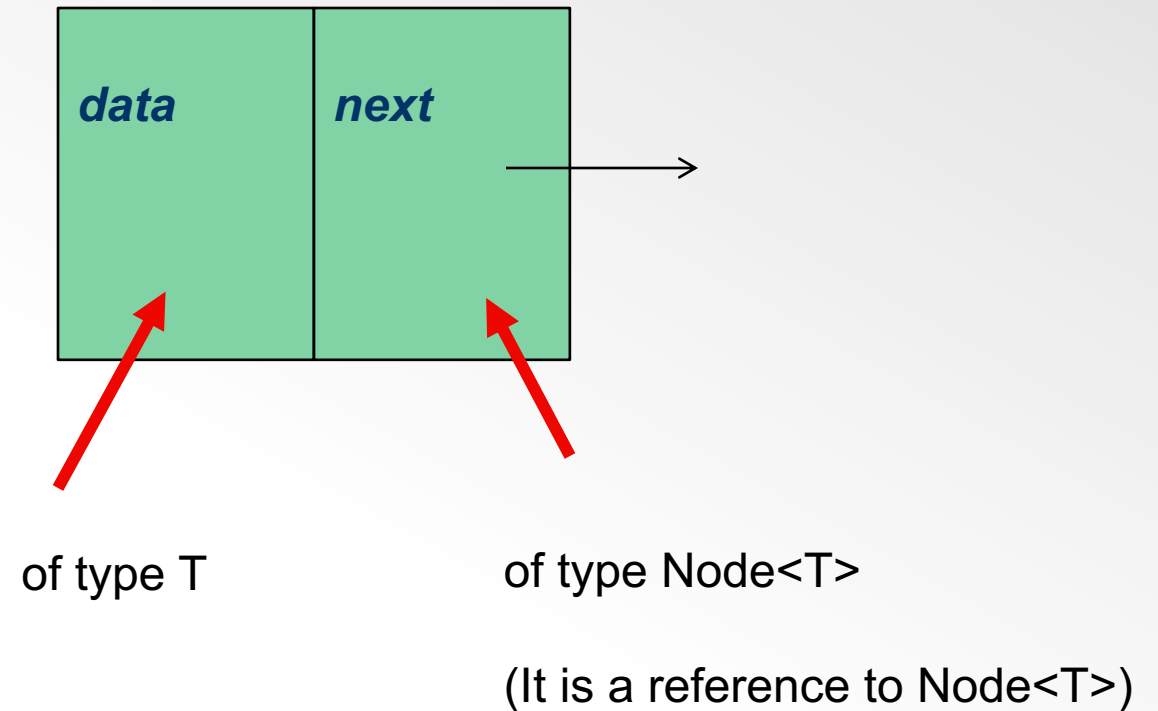 data next
of type T of type Node<T>
(It is a reference to Node<T>)